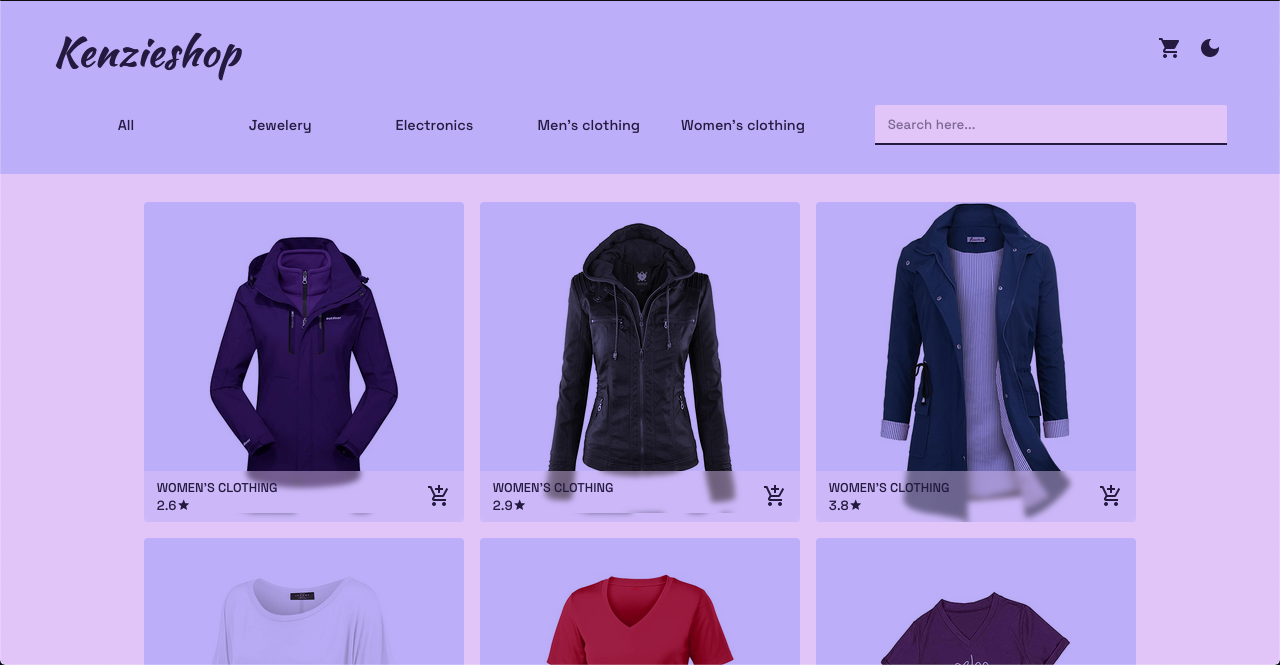 Kenzieshop
All
Jewelery
Electronics
Men's clothing
Women's clothing
Search here...
WOMEN'S CLOTHING
2.6★
WOMEN'S CLOTHING
2.9★
WOMEN'S CLOTHING
3.8★